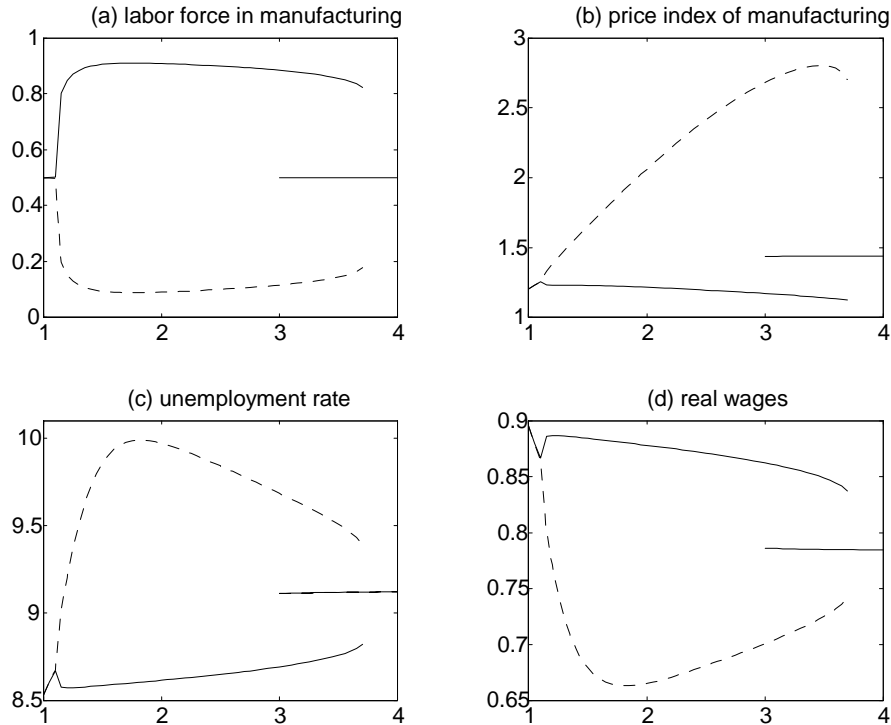 (a) labor force in manufacturing
1
0.8
0.6
0.4
0.2
0
1 2 3 4
(b) price index of manufacturing
3
2.5
2
1.5
1
1 2 3 4
(c) unemployment rate
10
9.5
9
8.5
1 2 3 4
(d) real wages
0.9
0.85
0.8
0.75
0.7
0.65
1 2 3 4